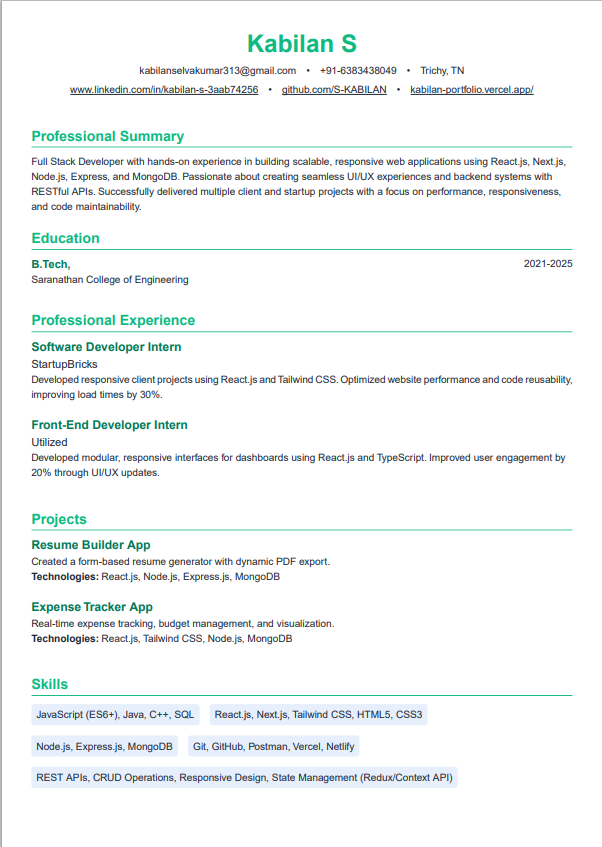 Kabilan S
kabilanselvakumar313@gmail.com • +91-6383438049 • Trichy, TN
www.linkedin.com/in/kabilan-s-3aab74256 • github.com/S-KABILAN • kabilan-portfolio.vercel.app/
Professional Summary
Full Stack Developer with hands-on experience in building scalable, responsive web applications using React.js, Next.js,
Node.js, Express, and MongoDB. Passionate about creating seamless UI/UX experiences and backend systems with
RESTful APIs. Successfully delivered multiple client and startup projects with a focus on performance, responsiveness,
and code maintainability.
Education
B.Tech, 2021-2025
Saranathan College of Engineering
Professional Experience
Software Developer Intern
StartupBricks
Developed responsive client projects using React.js and Tailwind CSS. Optimized website performance and code reusability,
improving load times by 30%.
Front-End Developer Intern
Utilized
Developed modular, responsive interfaces for dashboards using React.js and TypeScript. Improved user engagement by
20% through UI/UX updates.
Projects
Resume Builder App
Created a form-based resume generator with dynamic PDF export.
Technologies: React.js, Node.js, Express.js, MongoDB
Expense Tracker App
Real-time expense tracking, budget management, and visualization.
Technologies: React.js, Tailwind CSS, Node.js, MongoDB
Skills
JavaScript (ES6+), Java, C++, SQL React.js, Next.js, Tailwind CSS, HTML5, CSS3
Node.js, Express.js, MongoDB Git, GitHub, Postman, Vercel, Netlify
REST APIs, CRUD Operations, Responsive Design, State Management (Redux/Context API)